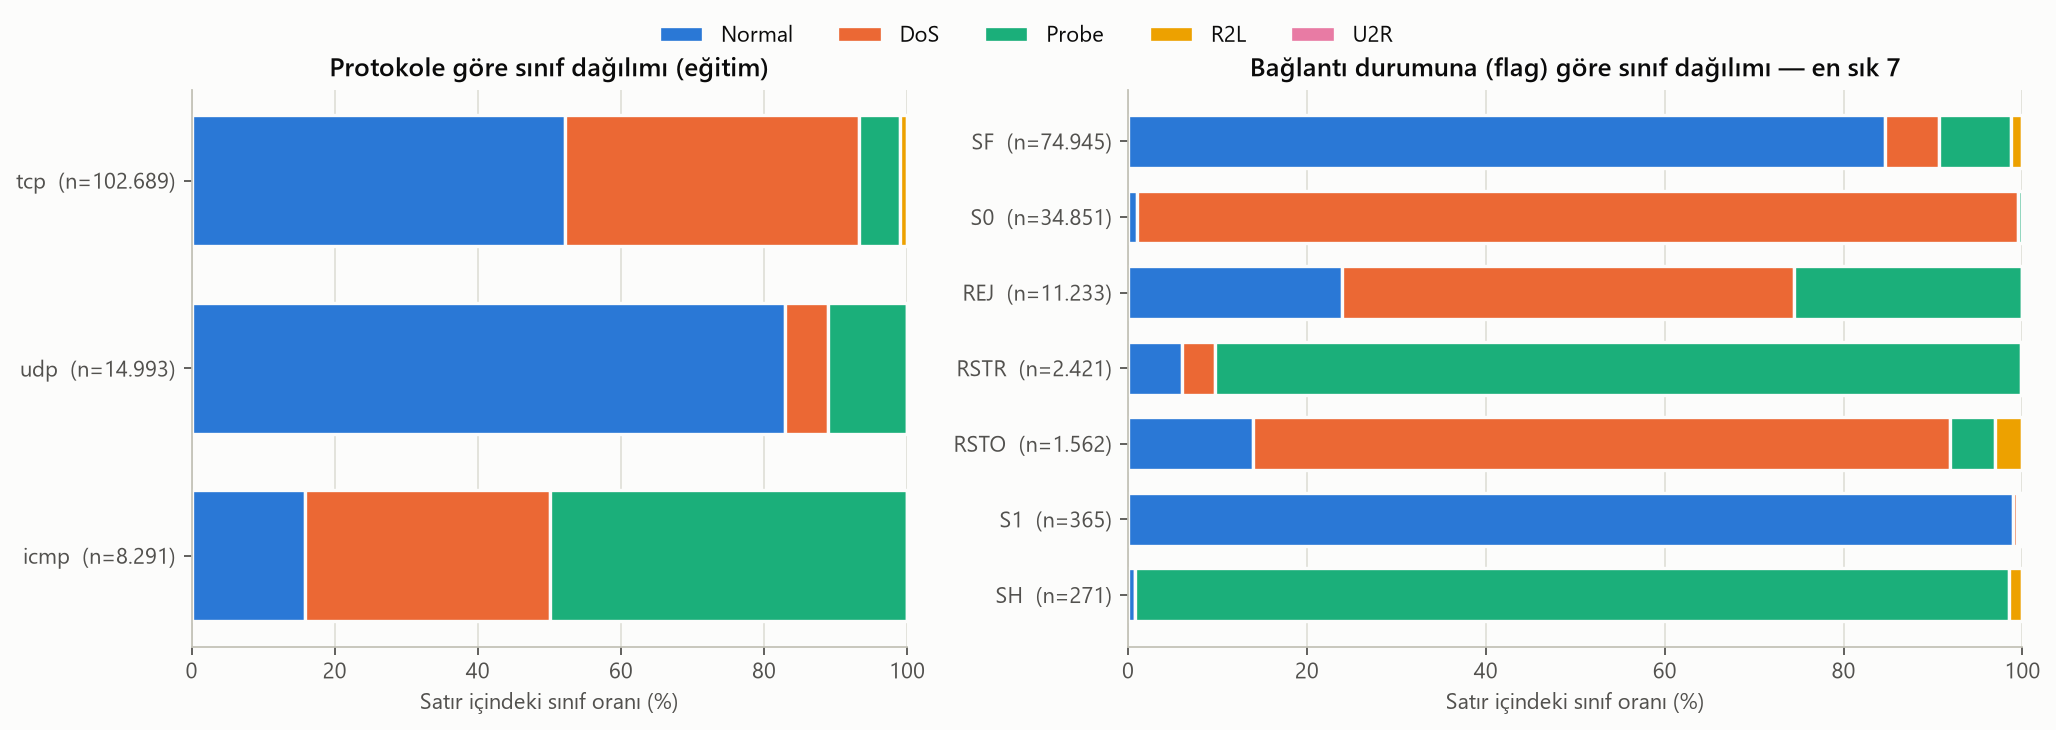 Normal DoS Probe R2L U2R
Protokole göre sınıf dağılımı (eğitim)
tcp (n=102.689)
udp (n=14.993)
icmp (n=8.291)
0 20 40 60 80 100
Satır içindeki sınıf oranı (%)
Bağlantı durumuna (flag) göre sınıf dağılımı — en sık 7
SF (n=74.945)
S0 (n=34.851)
REJ (n=11.233)
RSTR (n=2.421)
RSTO (n=1.562)
S1 (n=365)
SH (n=271)
0 20 40 60 80 100
Satır içindeki sınıf oranı (%)